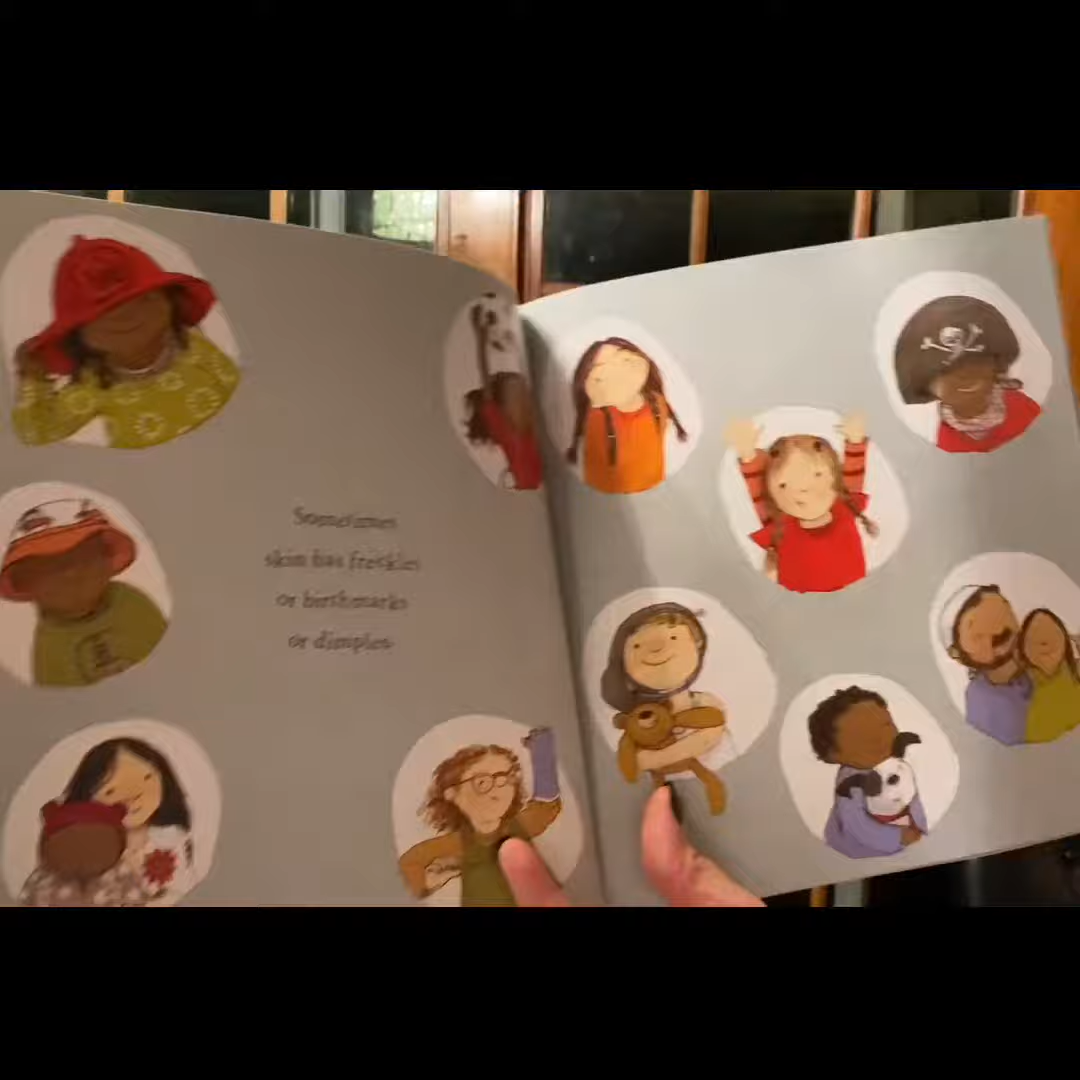 Sometimes
skin has freckles
or birthmarks
or dimples